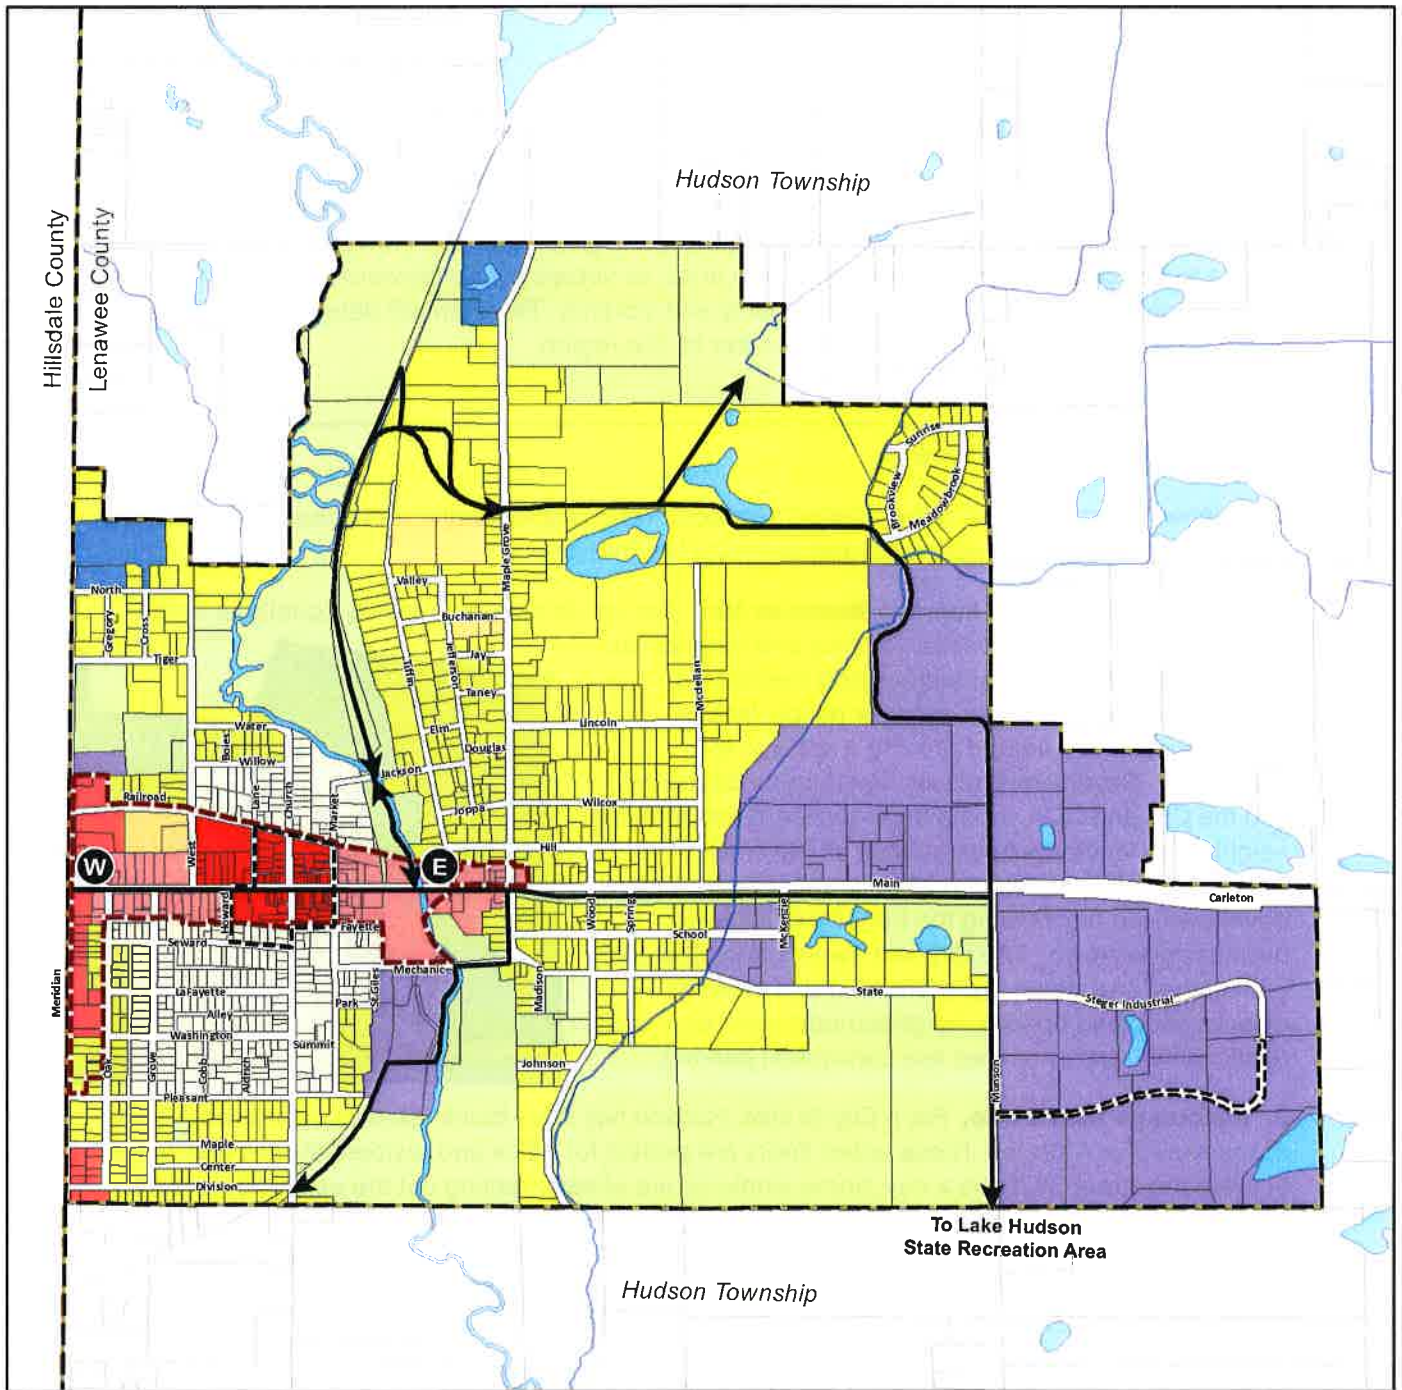 Hudson Township
Hillsdale County
Lenawee County
Sunrise
Brookview
Meadowbrook
Maple Grove
Valley
North
Gregory
Cross
Buchanan
Jefferson
Jay
Tiger
Tiffin
Taney
Mcclellan
Water
Elm
Lincoln
Boies
Douglas
Willow
Jackson
Lane
Church
Market
Railroad
Joppa
Wilcox
West
Hill
W
E
Main
Carleton
Howard
Fayette
Wood
Spring
McKenzie
Seward
School
Mechanic
Meridian
LaFayette
St. Giles
Park
Madison
State
Steger Industrial
Alley
Washington
Summit
Oak
Grove
Cobb
Aldrich
Johnson
Munson
Pleasant
Maple
Center
Division
To Lake Hudson
State Recreation Area
Hudson Township